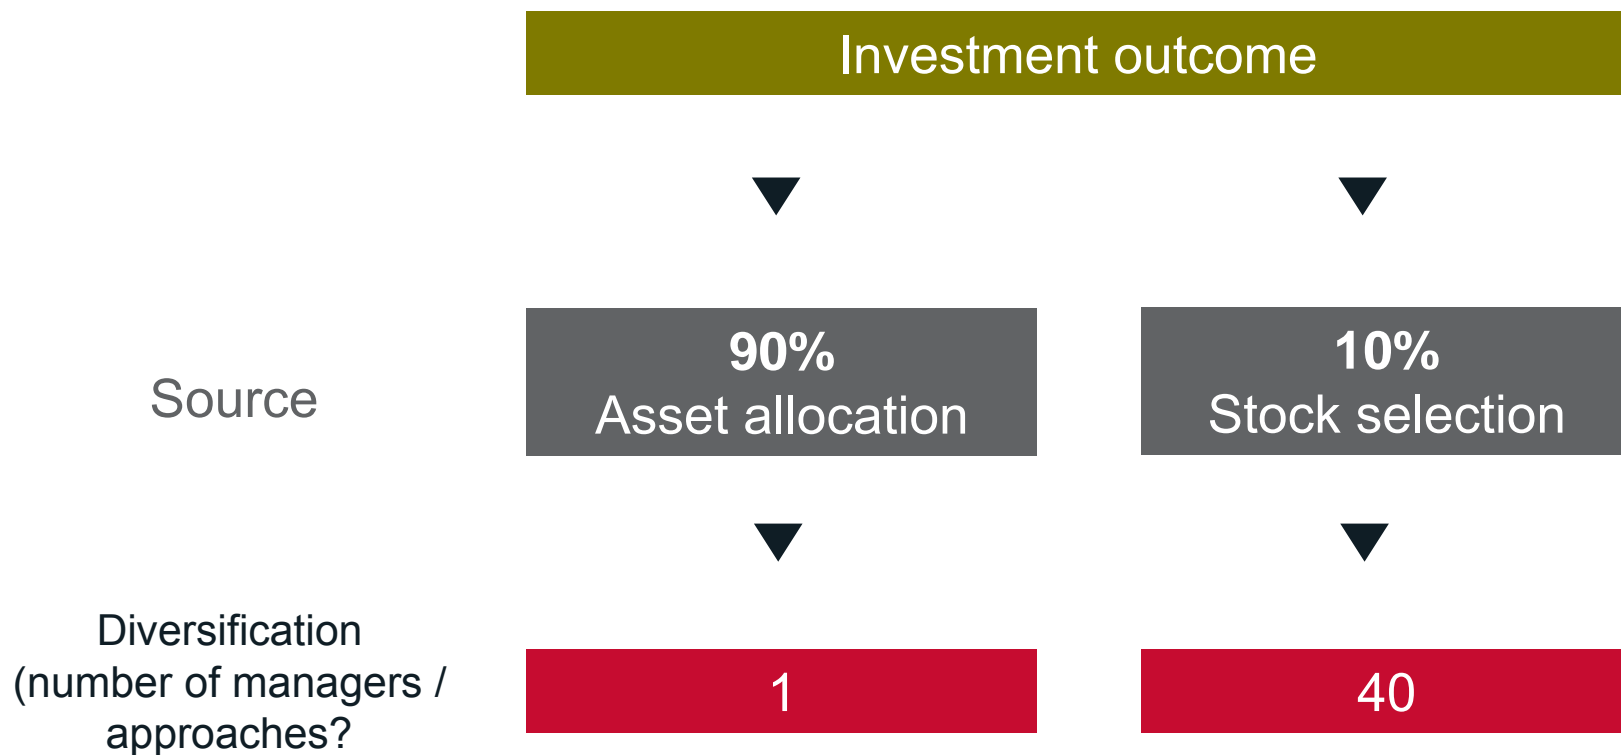 Investment outcome
Source
90%
Asset allocation
10%
Stock selection
Diversification
(number of managers /
approaches?
1
40